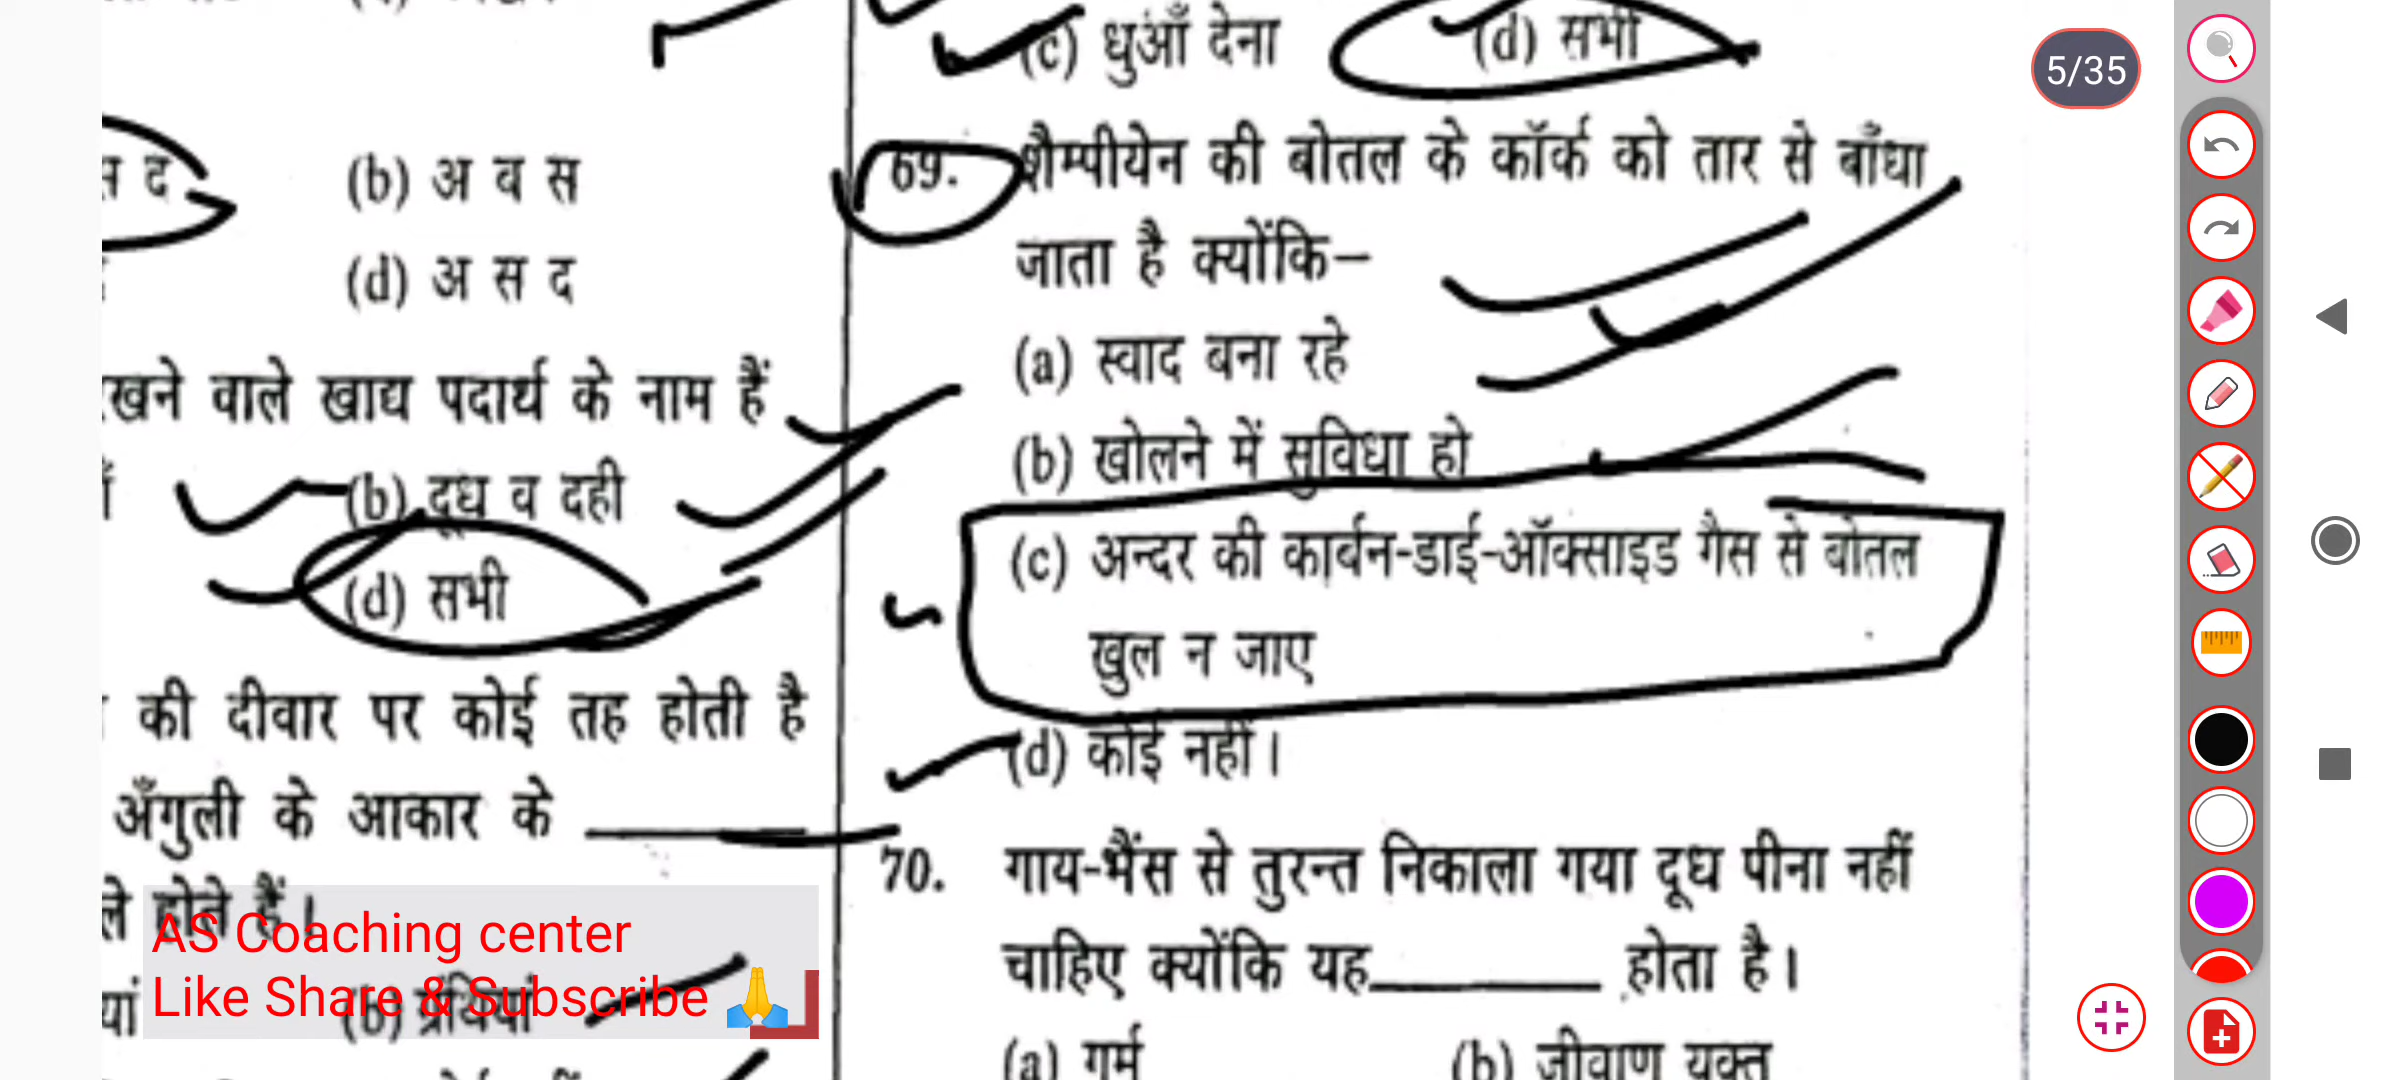 स द
(b) अ ब स
(d) अ स द
खने वाले खाद्य पदार्थ के नाम हैं
(b) दूध व दही
(d) सभी
की दीवार पर कोई तह होती है
अँगुली के आकार के ________
होते हैं।
AS Coaching center
Like Share & Subscribe 🙏
(b) ग्रंथियां
(c) धुंआँ देना (d) सभी
69. शैम्पीयेन की बोतल के कॉर्क को तार से बाँधा
जाता है क्योंकि–
(a) स्वाद बना रहे
(b) खोलने में सुविधा हो
(c) अन्दर की कार्बन-डाई-ऑक्साइड गैस से बोतल
खुल न जाए
(d) कोई नहीं।
70. गाय-भैंस से तुरन्त निकाला गया दूध पीना नहीं
चाहिए क्योंकि यह________ होता है।
(a) गर्म (b) जीवाणु युक्त
5/35